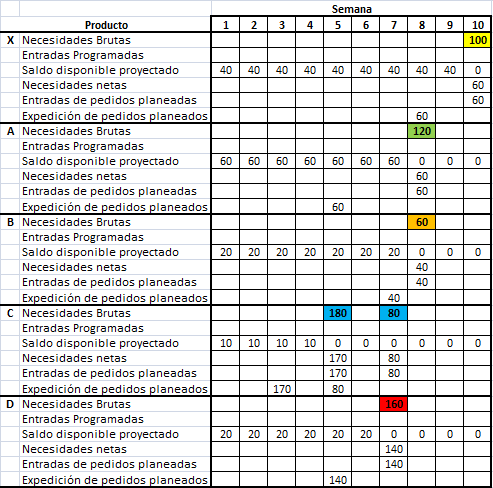 Semana
Producto 1 2 3 4 5 6 7 8 9 10
X Necesidades Brutas 100
Entradas Programadas
Saldo disponible proyectado 40 40 40 40 40 40 40 40 40 0
Necesidades netas 60
Entradas de pedidos planeadas 60
Expedición de pedidos planeados 60
A Necesidades Brutas 120
Entradas Programadas
Saldo disponible proyectado 60 60 60 60 60 60 60 0 0 0
Necesidades netas 60
Entradas de pedidos planeadas 60
Expedición de pedidos planeados 60
B Necesidades Brutas 60
Entradas Programadas
Saldo disponible proyectado 20 20 20 20 20 20 20 0 0 0
Necesidades netas 40
Entradas de pedidos planeadas 40
Expedición de pedidos planeados 40
C Necesidades Brutas 180 80
Entradas Programadas
Saldo disponible proyectado 10 10 10 10 0 0 0 0 0 0
Necesidades netas 170 80
Entradas de pedidos planeadas 170 80
Expedición de pedidos planeados 170 80
D Necesidades Brutas 160
Entradas Programadas
Saldo disponible proyectado 20 20 20 20 20 20 0 0 0 0
Necesidades netas 140
Entradas de pedidos planeadas 140
Expedición de pedidos planeados 140